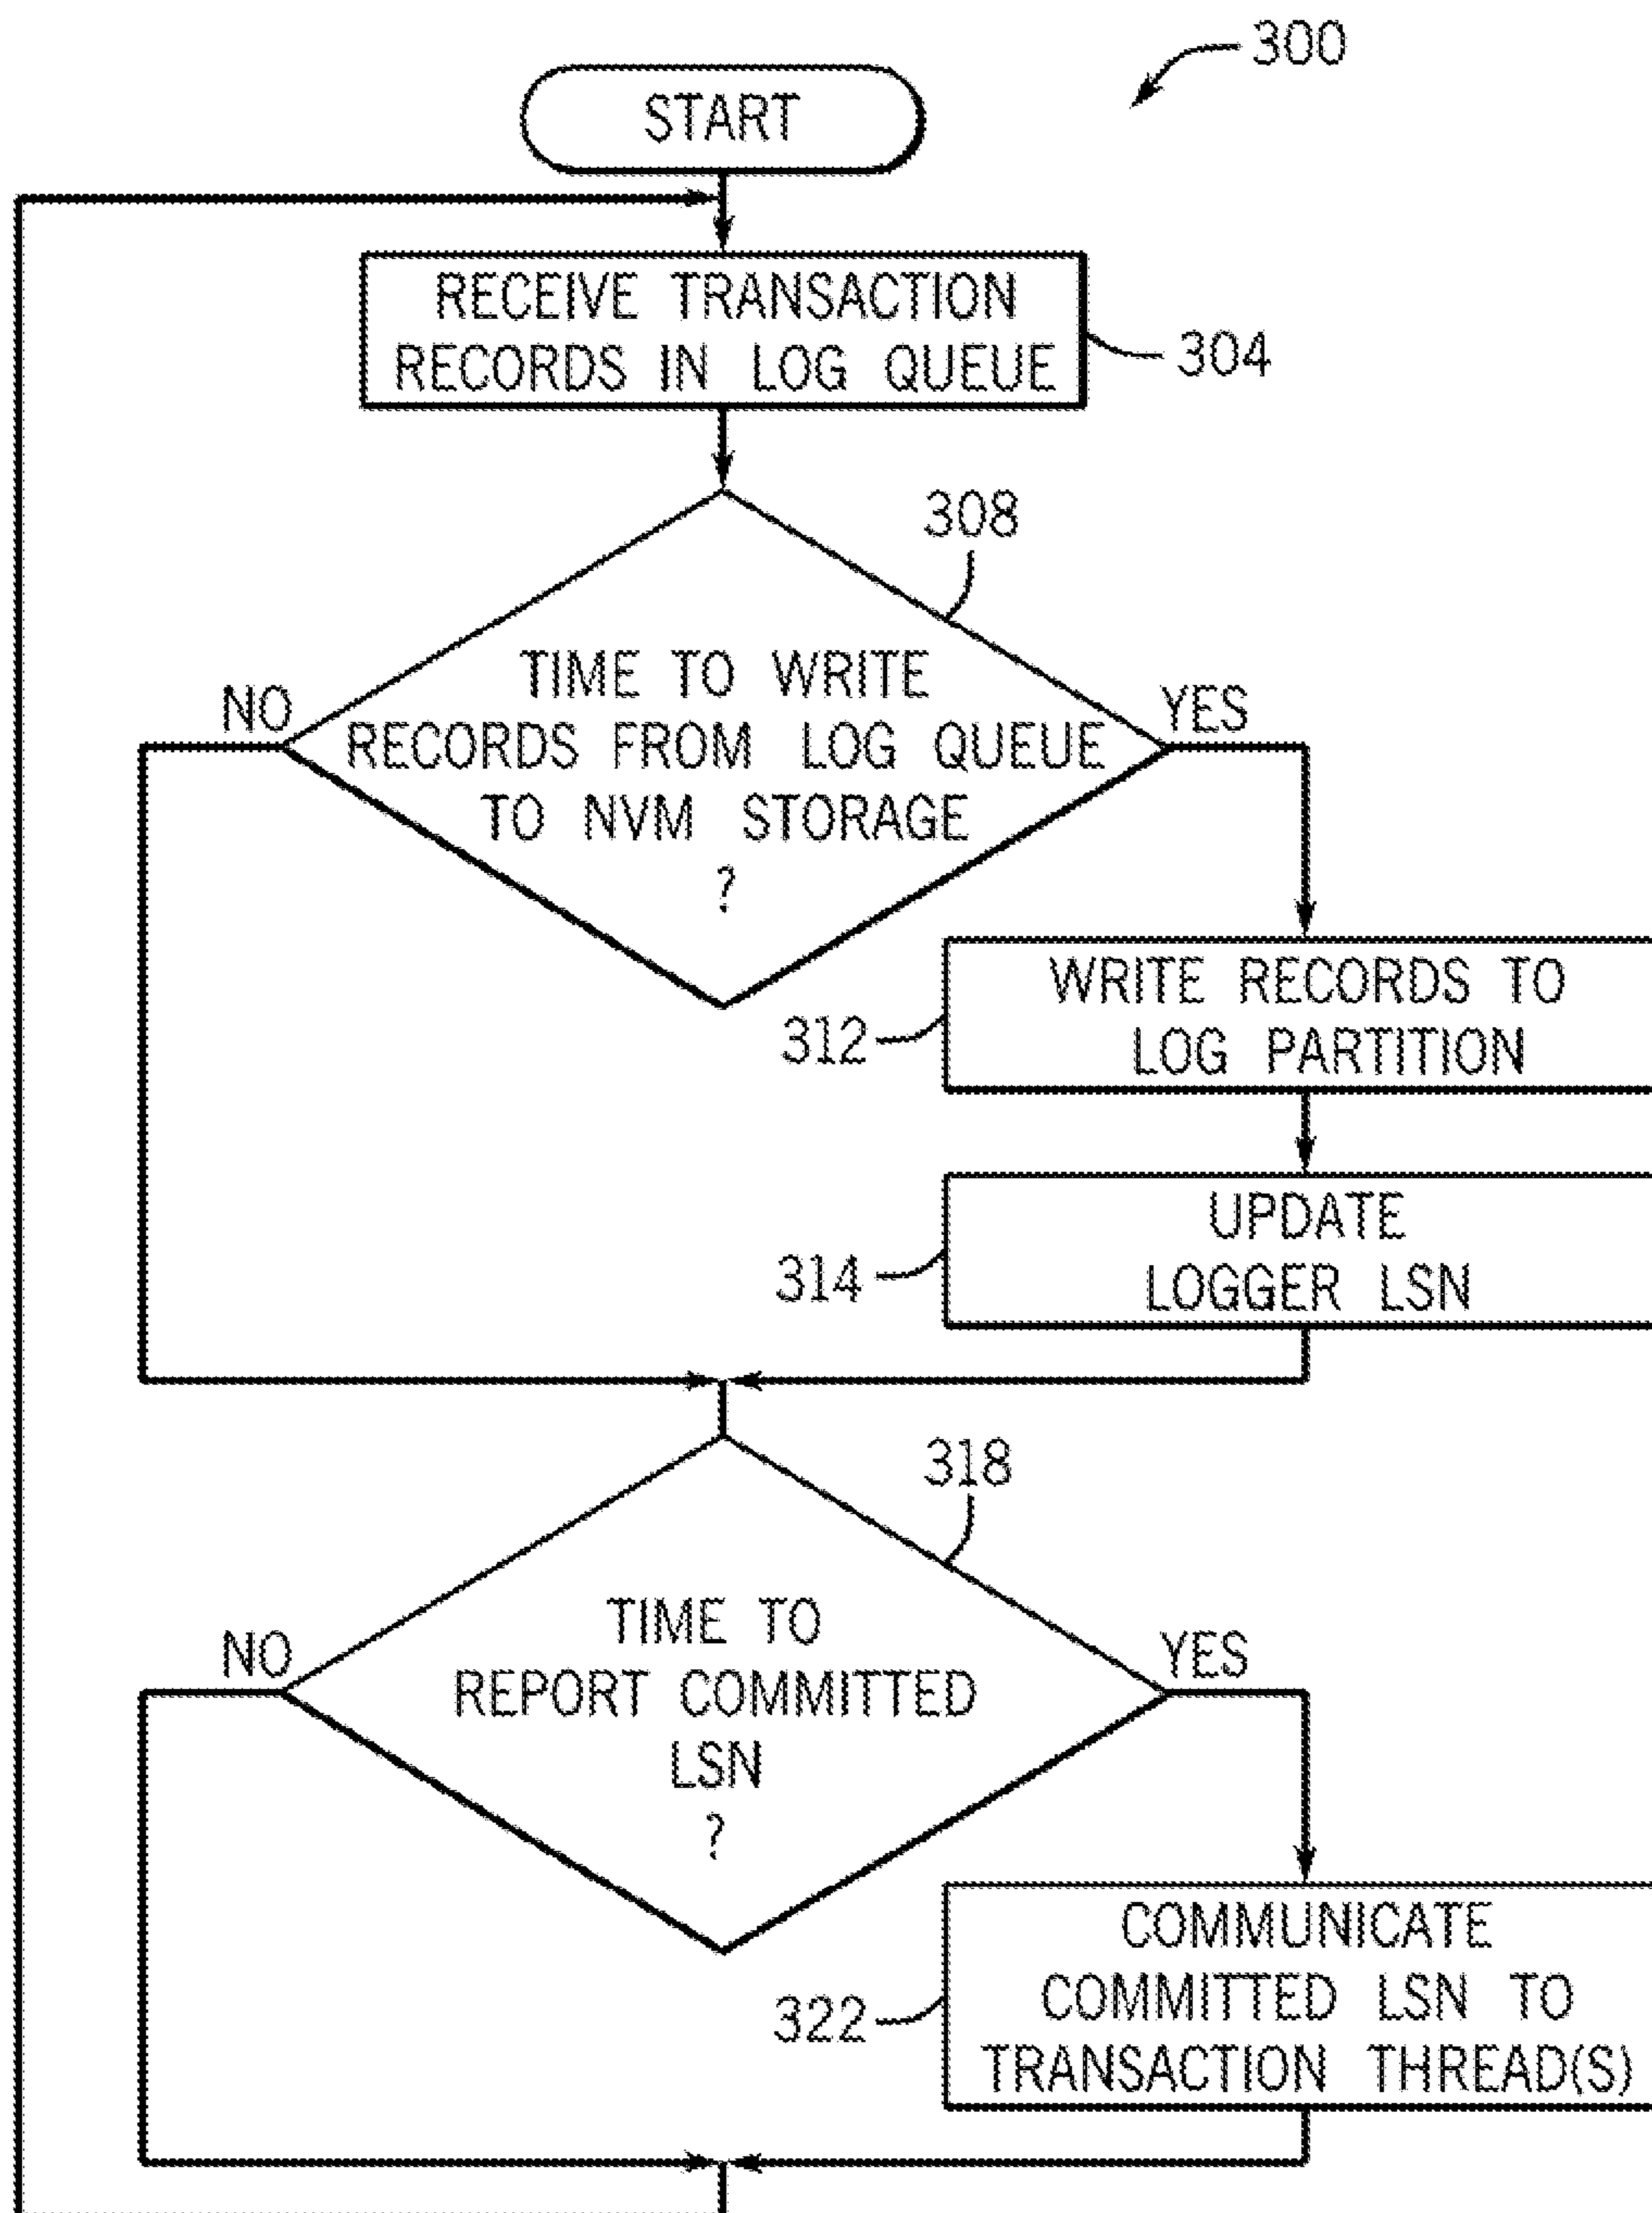 300
START
RECEIVE TRANSACTION
RECORDS IN LOG QUEUE
304
308
TIME TO WRITE
RECORDS FROM LOG QUEUE
TO NVM STORAGE
?
NO
YES
312
WRITE RECORDS TO
LOG PARTITION
314
UPDATE
LOGGER LSN
318
TIME TO
REPORT COMMITTED
LSN
?
NO
YES
322
COMMUNICATE
COMMITTED LSN TO
TRANSACTION THREAD(S)